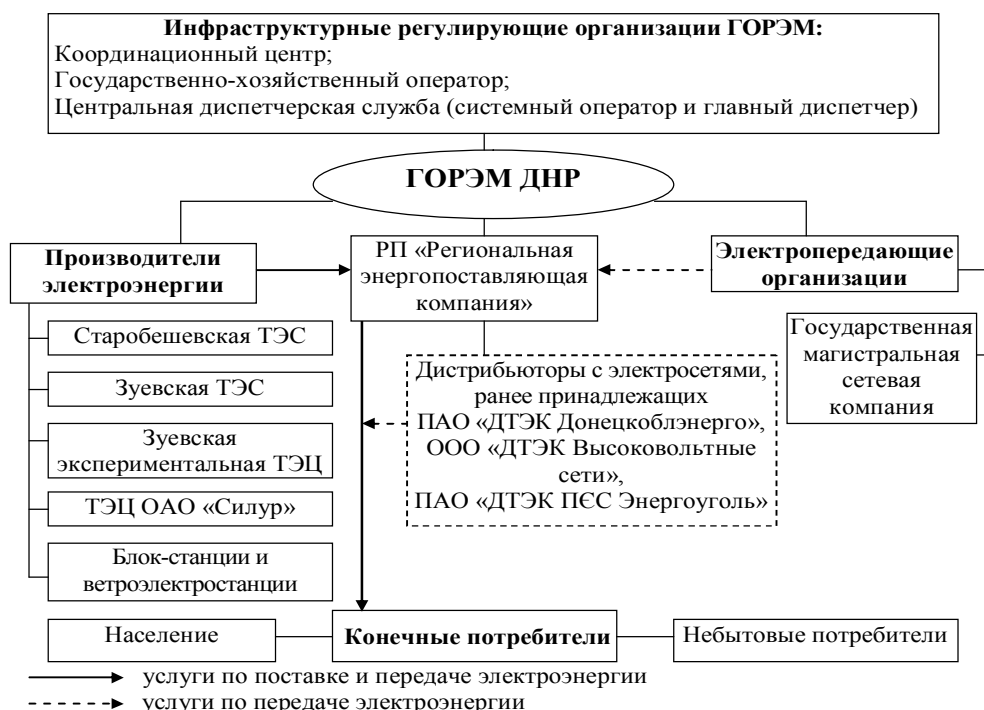 Инфраструктурные регулирующие организации ГОРЭМ:
Координационный центр;
Государственно-хозяйственный оператор;
Центральная диспетчерская служба (системный оператор и главный диспетчер)
ГОРЭМ ДНР
Производители
электроэнергии
РП «Региональная
энергопоставляющая
компания»
Электропередающие
организации
Старобешевская ТЭС
Зуевская ТЭС
Зуевская
экспериментальная ТЭЦ
ТЭЦ ОАО «Силур»
Блок-станции и
ветроэлектростанции
Дистрибьюторы с электросетями,
ранее принадлежащих
ПАО «ДТЭК Донецкоблэнерго»,
ООО «ДТЭК Высоковольтные
сети»,
ПАО «ДТЭК ПЄС Энергоуголь»
Государственная
магистральная
сетевая
компания
Население
Конечные потребители
Небытовые потребители
услуги по поставке и передаче электроэнергии
услуги по передаче электроэнергии